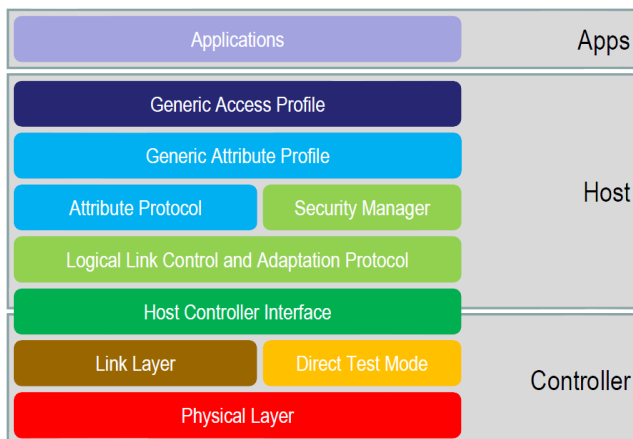 Applications
Apps
Generic Access Profile
Generic Attribute Profile
Attribute Protocol
Security Manager
Host
Logical Link Control and Adaptation Protocol
Host Controller Interface
Link Layer
Direct Test Mode
Controller
Physical Layer